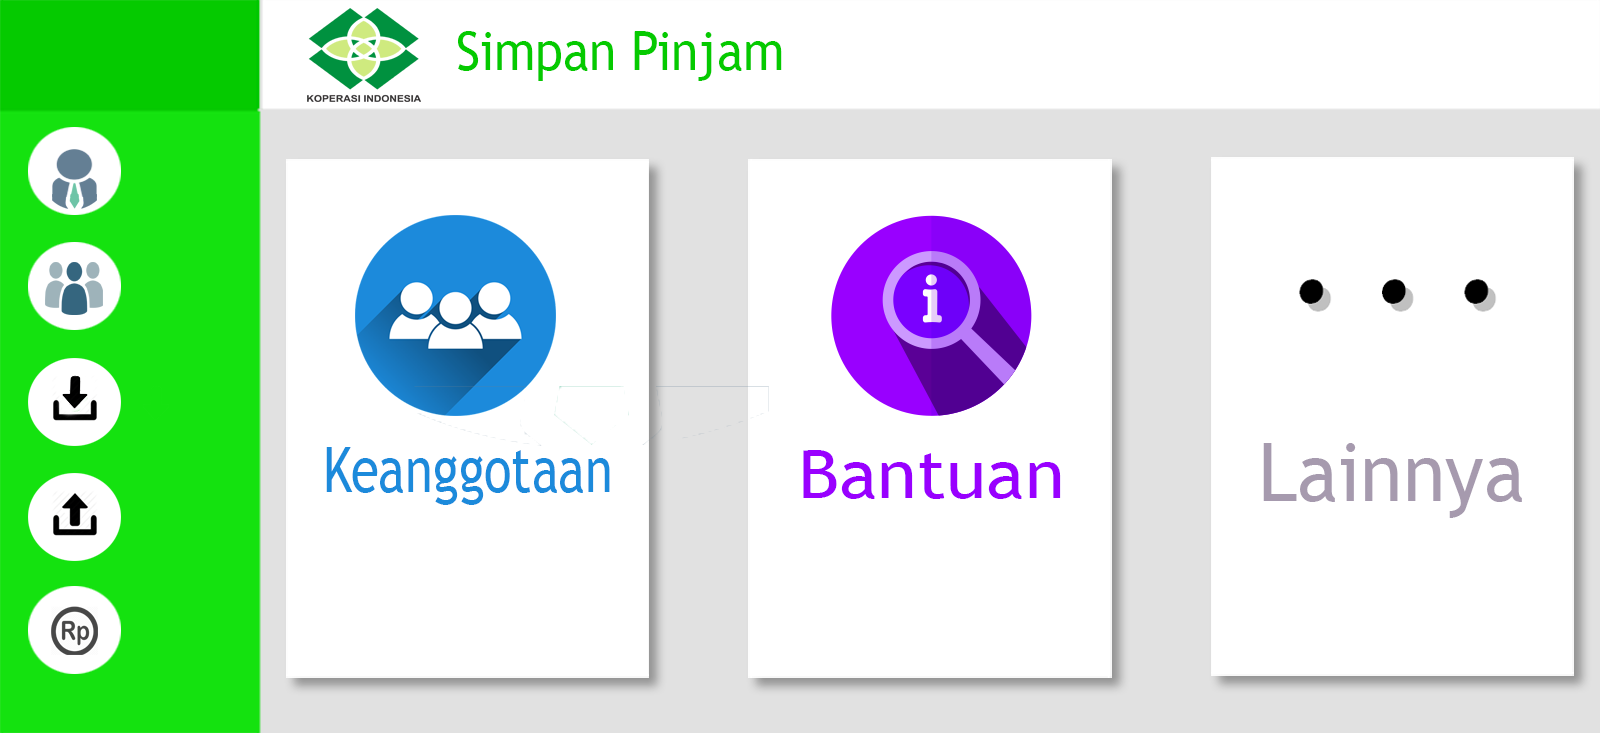 Simpan Pinjam
KOPERASI INDONESIA
Rp
i
Keanggotaan
Bantuan
Lainnya